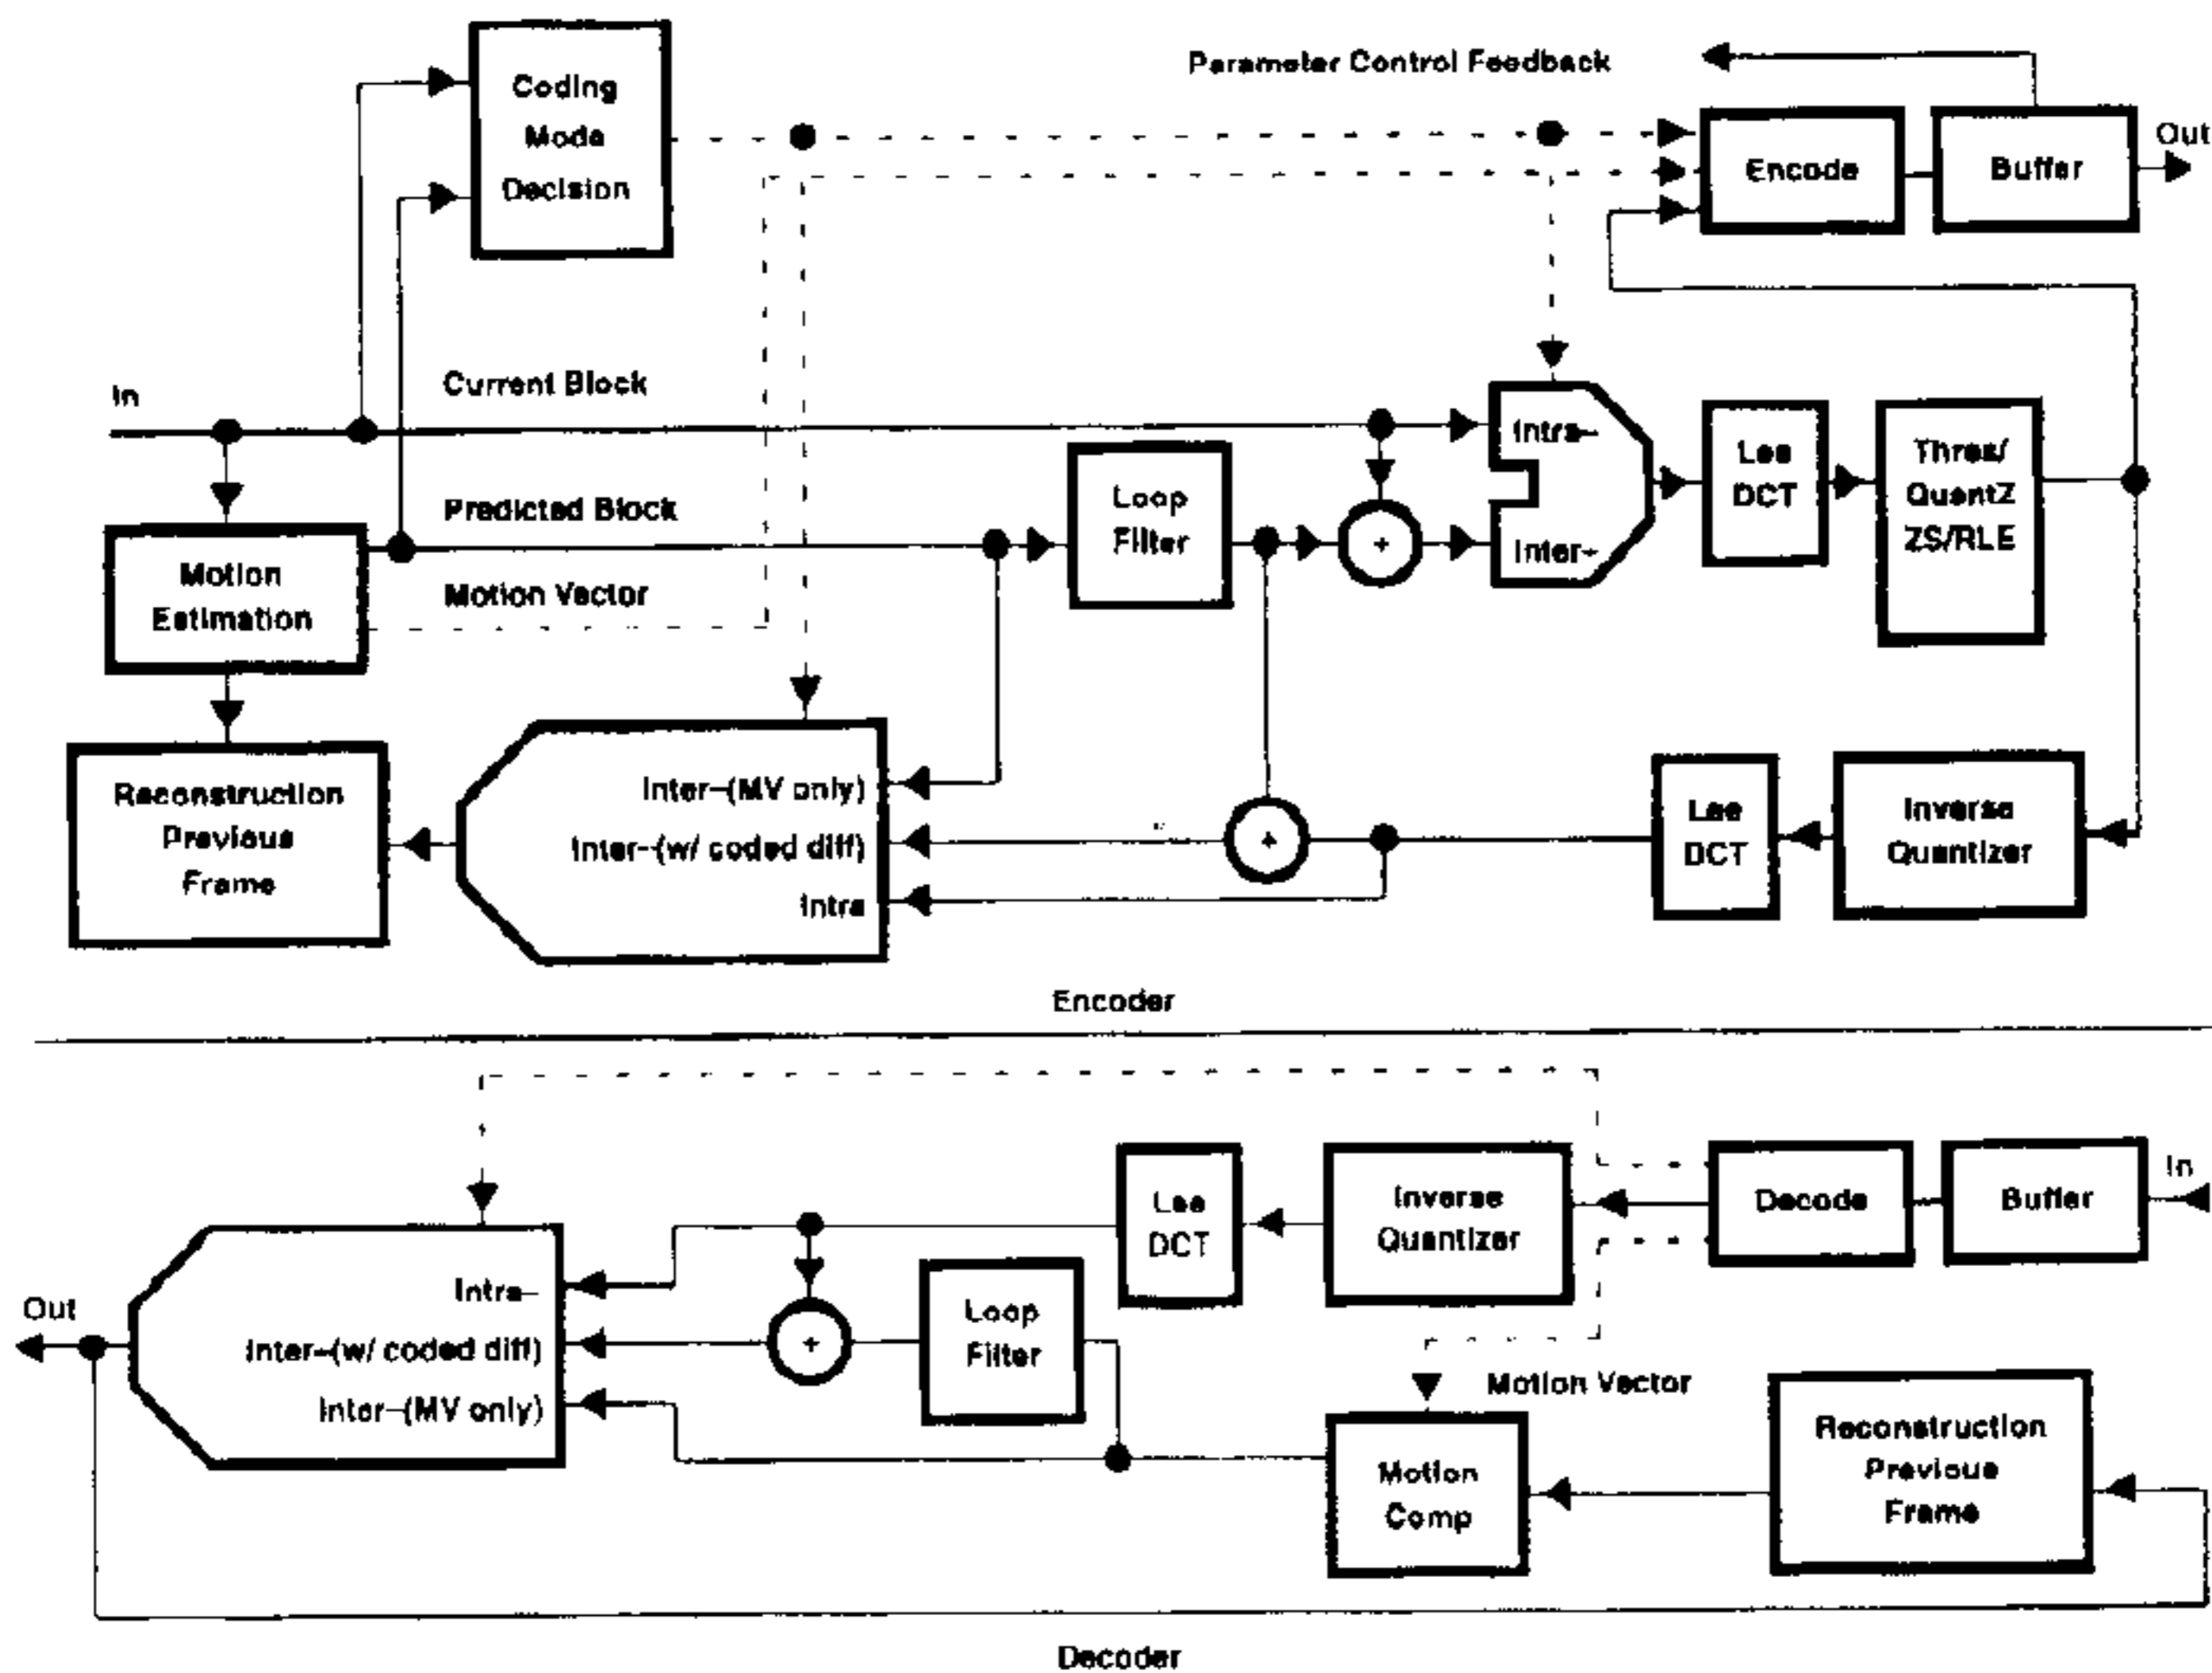 Parameter Control Feedback
Coding
Mode
Decision
Encode
Buffer
Out
In
Current Block
Predicted Block
Motion Vector
Motion
Estimation
Loop
Filter
+
Intra-
Inter-
Lee
DCT
Thres/
QuantZ
ZS/RLE
Reconstruction
Previous
Frame
Inter-(MV only)
Inter-(w/ coded diff)
Intra
+
Lee
DCT
Inverse
Quantizer
Encoder
Lee
DCT
Inverse
Quantizer
Decode
Buffer
In
Out
Intra-
Inter-(w/ coded diff)
Inter-(MV only)
+
Loop
Filter
Motion Vector
Motion
Comp
Reconstruction
Previous
Frame
Decoder